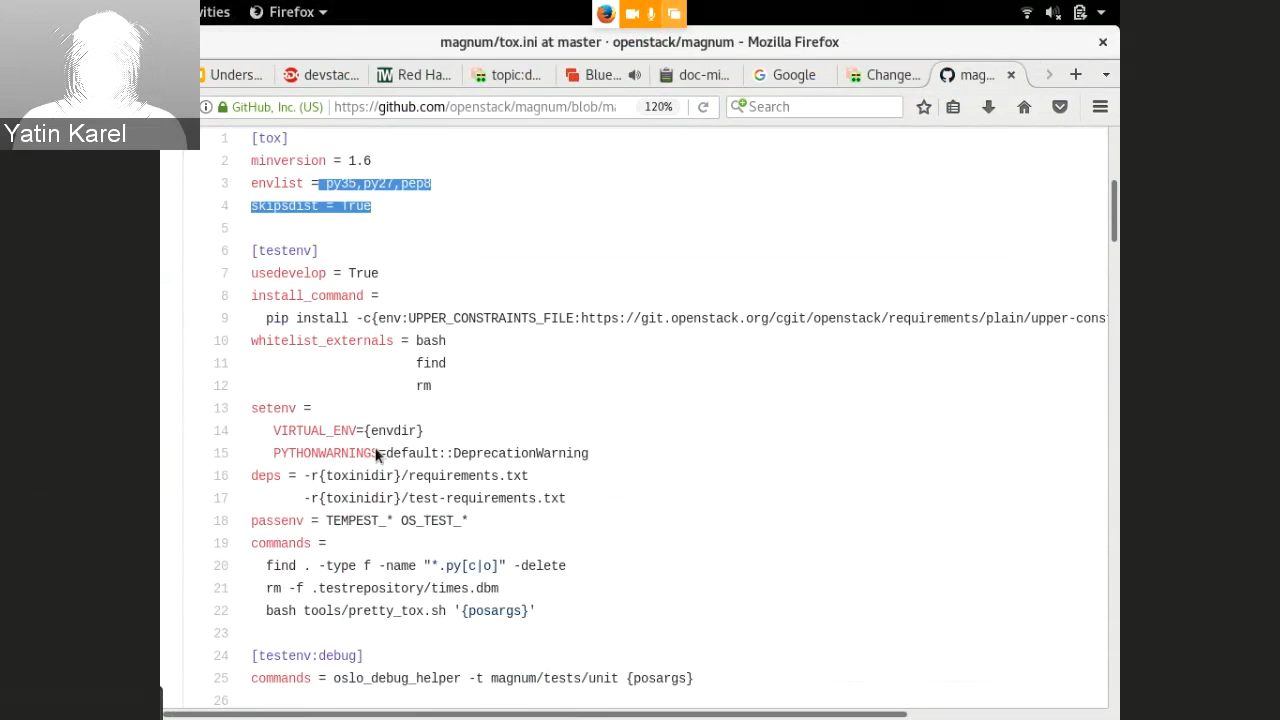 ivities
Firefox
magnum/tox.ini at master · openstack/magnum - Mozilla Firefox
Unders...
devstac...
Red Ha...
topic:d...
Blue...
doc-mi...
Google
Change...
mag...
GitHub, Inc. (US)
https://github.com/openstack/magnum/blob/ma
120%
Search
Yatin Karel
1 [tox]
2 minversion = 1.6
3 envlist = py35,py27,pep8
4 skipsdist = True
5
6 [testenv]
7 usedevelop = True
8 install_command =
9 pip install -c{env:UPPER_CONSTRAINTS_FILE:https://git.openstack.org/cgit/openstack/requirements/plain/upper-const
10 whitelist_externals = bash
11 find
12 rm
13 setenv =
14 VIRTUAL_ENV={envdir}
15 PYTHONWARNINGS=default::DeprecationWarning
16 deps = -r{toxinidir}/requirements.txt
17 -r{toxinidir}/test-requirements.txt
18 passenv = TEMPEST_* OS_TEST_*
19 commands =
20 find . -type f -name "*.py[c|o]" -delete
21 rm -f .testrepository/times.dbm
22 bash tools/pretty_tox.sh '{posargs}'
23
24 [testenv:debug]
25 commands = oslo_debug_helper -t magnum/tests/unit {posargs}
26